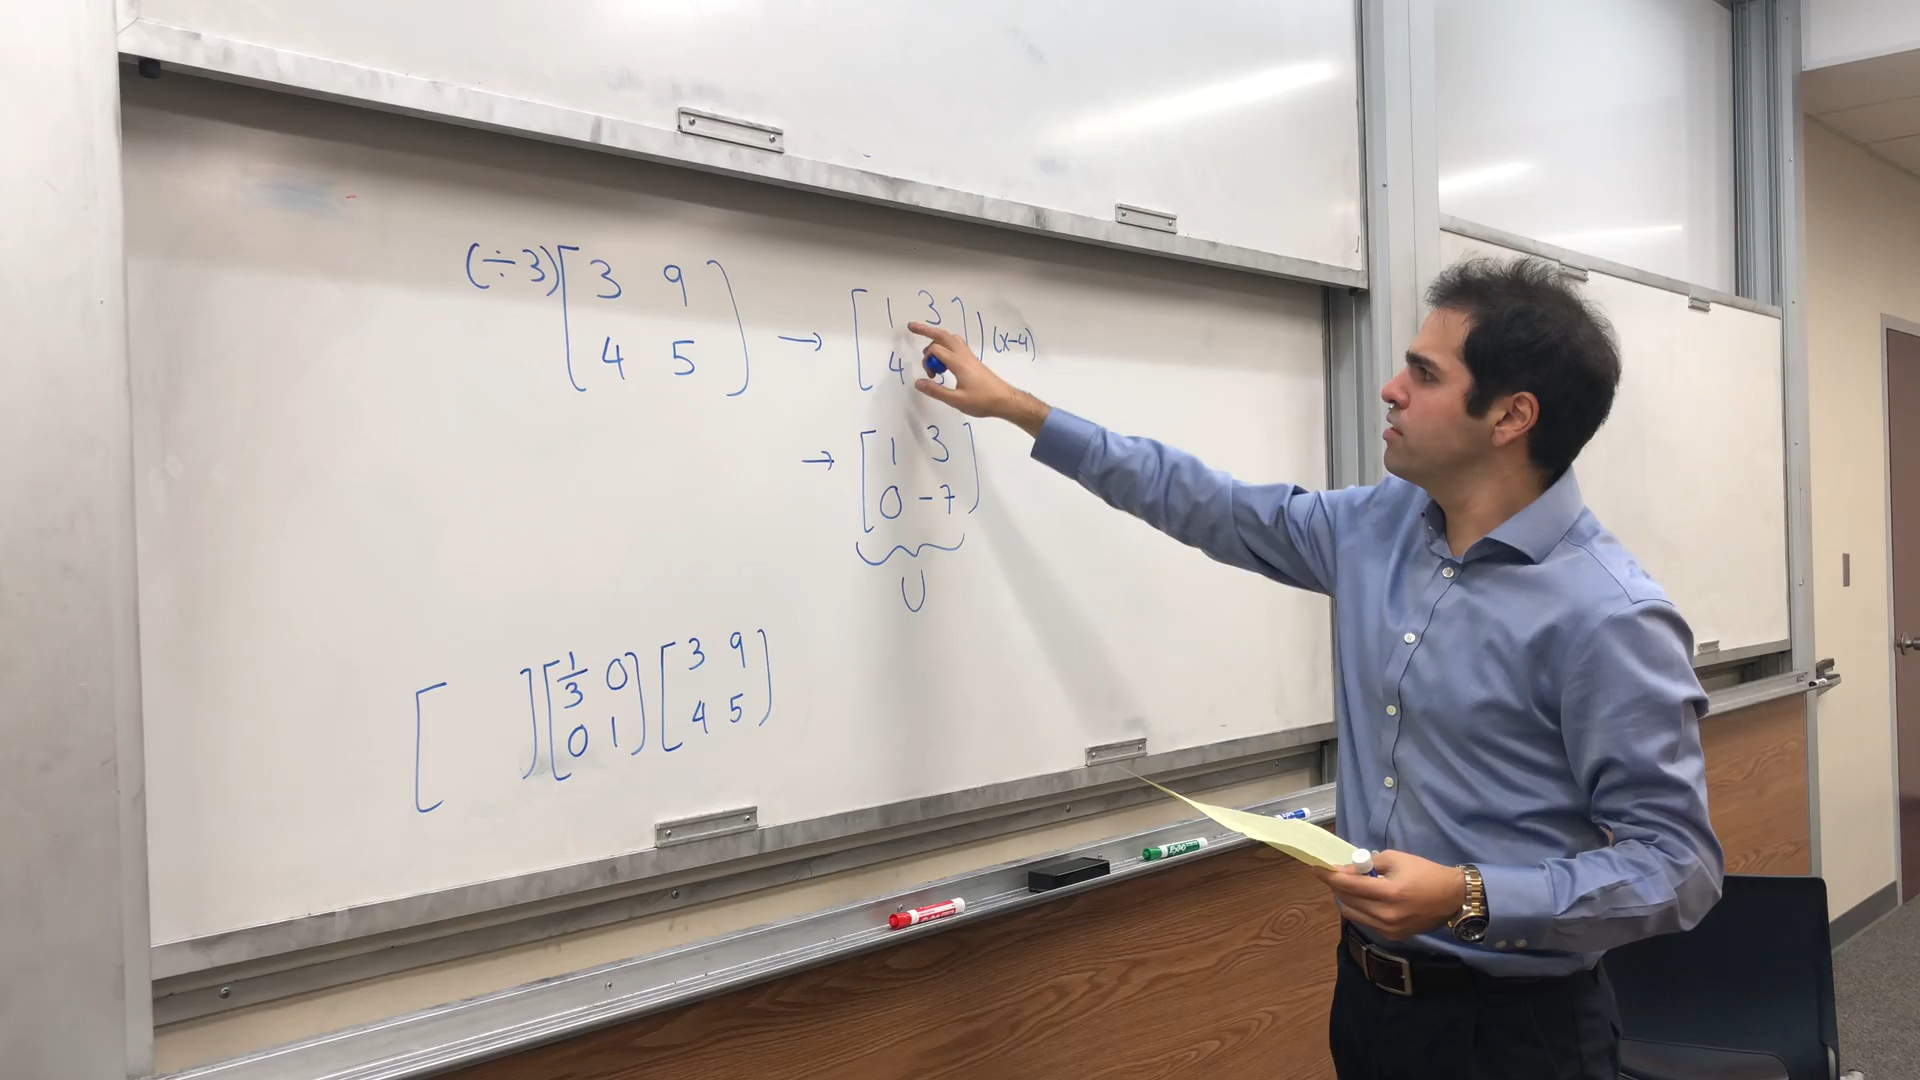 (÷3) [3 9
4 5] → [1 3
4 5] (x-4)
→ [1 3
0 -7]
U
[ ] [1/3 0
0 1] [3 9
4 5]
EXPO